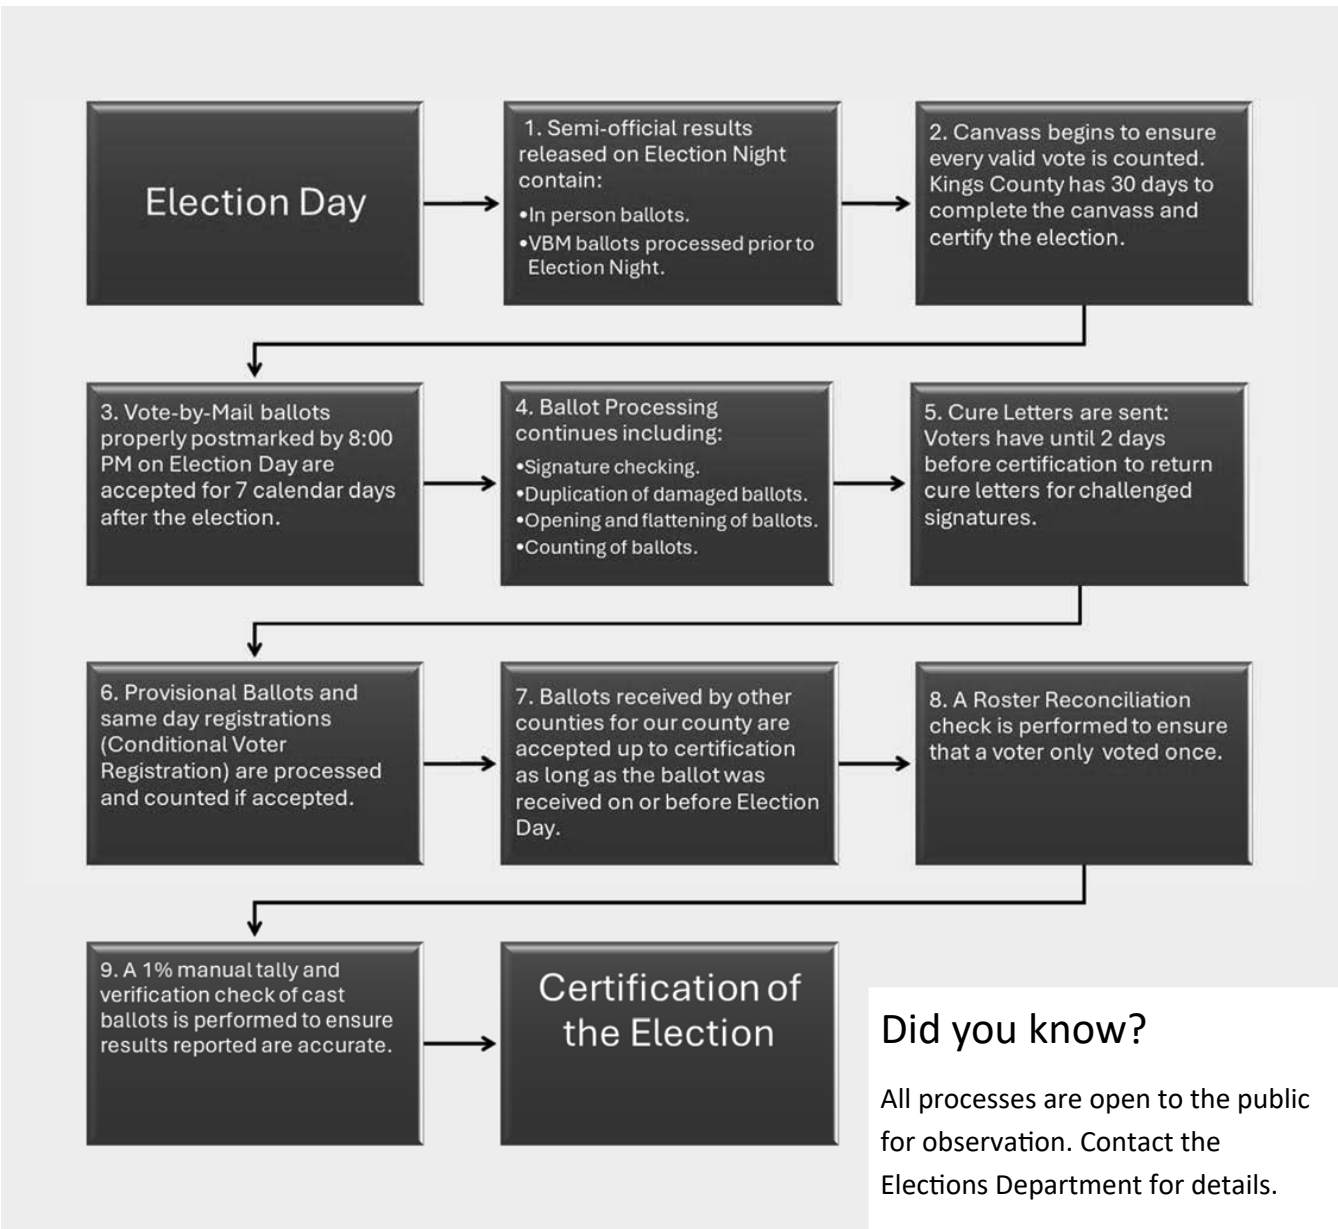 Election Day
1. Semi-official results
released on Election Night
contain:
•In person ballots.
•VBM ballots processed prior to
Election Night.
2. Canvass begins to ensure
every valid vote is counted.
Kings County has 30 days to
complete the canvass and
certify the election.
3. Vote-by-Mail ballots
properly postmarked by 8:00
PM on Election Day are
accepted for 7 calendar days
after the election.
4. Ballot Processing
continues including:
•Signature checking.
•Duplication of damaged ballots.
•Opening and flattening of ballots.
•Counting of ballots.
5. Cure Letters are sent:
Voters have until 2 days
before certification to return
cure letters for challenged
signatures.
6. Provisional Ballots and
same day registrations
(Conditional Voter
Registration) are processed
and counted if accepted.
7. Ballots received by other
counties for our county are
accepted up to certification
as long as the ballot was
received on or before Election
Day.
8. A Roster Reconciliation
check is performed to ensure
that a voter only voted once.
9. A 1% manual tally and
verification check of cast
ballots is performed to ensure
results reported are accurate.
Certification of
the Election
Did you know?
All processes are open to the public
for observation. Contact the
Elections Department for details.